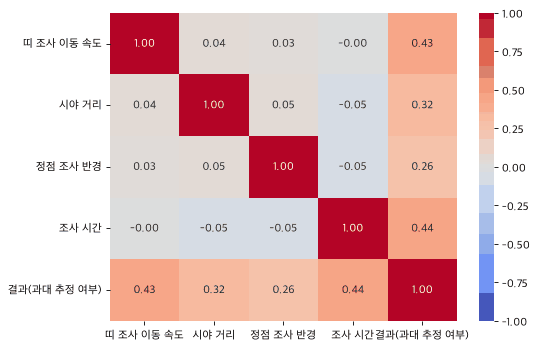 띠 조사 이동 속도 1.00 0.04 0.03 -0.00 0.43
시야 거리 0.04 1.00 0.05 -0.05 0.32
정점 조사 반경 0.03 0.05 1.00 -0.05 0.26
조사 시간 -0.00 -0.05 -0.05 1.00 0.44
결과(과대 추정 여부) 0.43 0.32 0.26 0.44 1.00
띠 조사 이동 속도 시야 거리 정점 조사 반경 조사 시간 결과(과대 추정 여부)
1.00
0.75
0.50
0.25
0.00
-0.25
-0.50
-0.75
-1.00